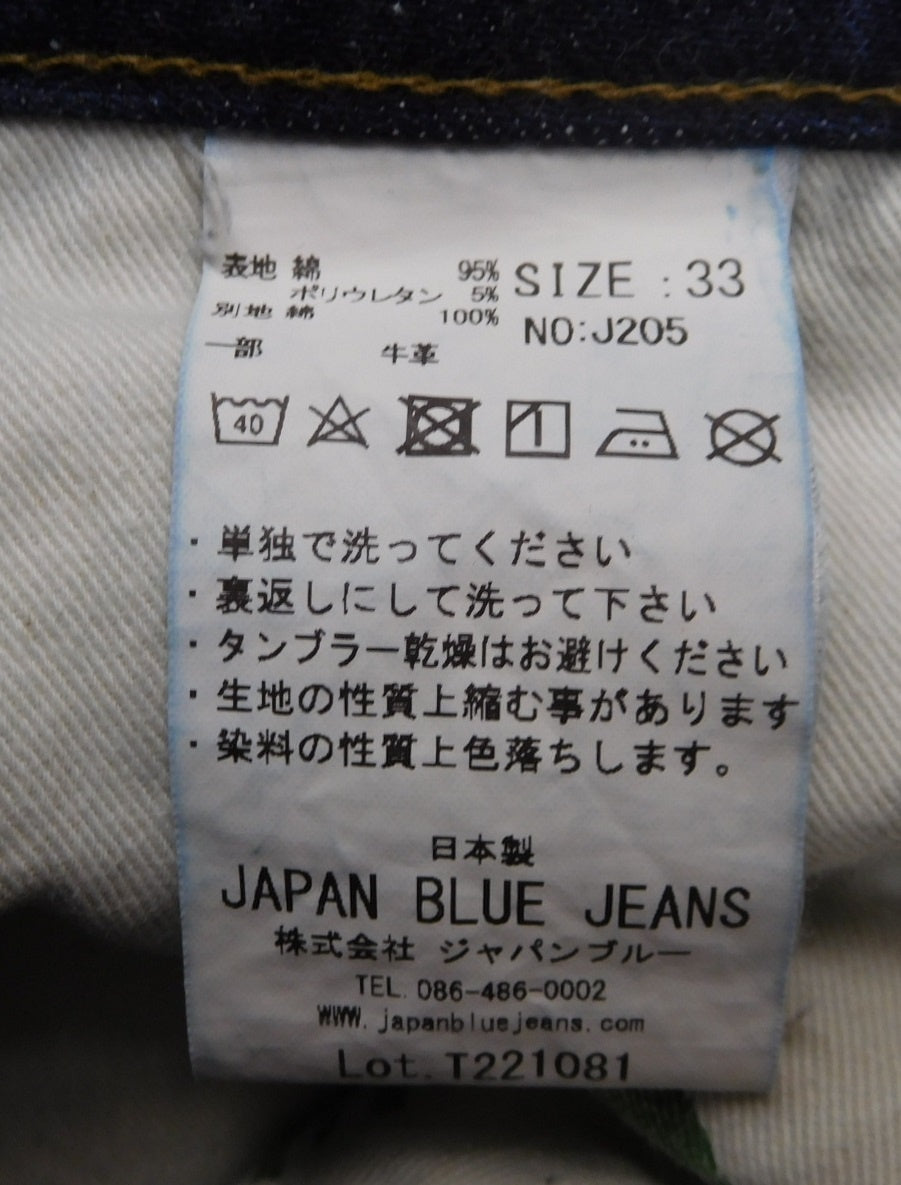 表地 綿 95%
ポリウレタン 5%
別地 綿 100%
一部 牛革
SIZE : 33
NO:J205
40
・単独で洗ってください
・裏返しにして洗って下さい
・タンブラー乾燥はお避けください
・生地の性質上縮む事があります
・染料の性質上色落ちします。
日本製
JAPAN BLUE JEANS
株式会社 ジャパンブルー
TEL. 086-486-0002
WWW. japanbluejeans. com
Lot. T221081